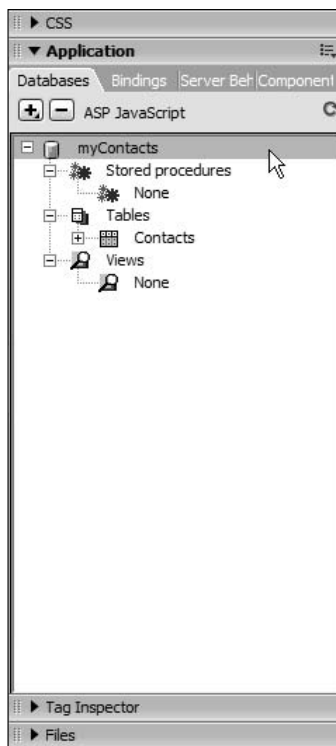 CSS
Application
Databases Bindings Server Beh Component
ASP JavaScript
myContacts
Stored procedures
None
Tables
Contacts
Views
None
Tag Inspector
Files